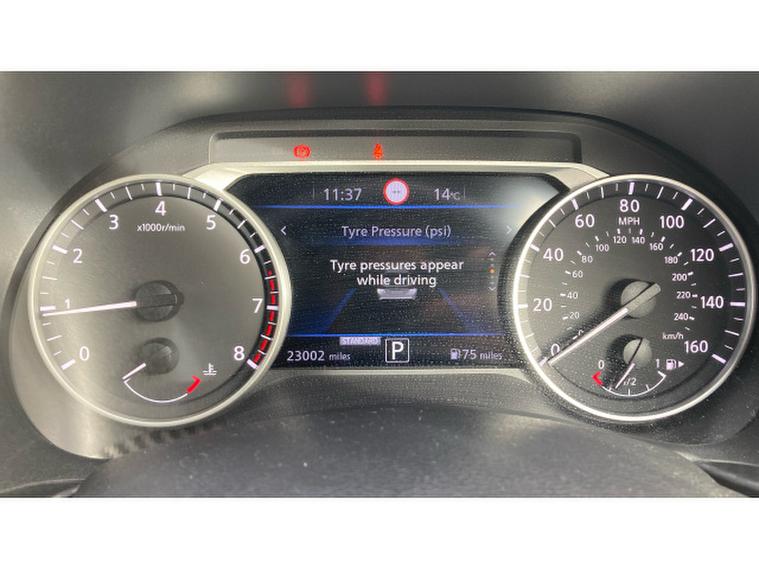 11:37 -- 14°C
Tyre Pressure (psi)
Tyre pressures appear
while driving
STANDARD
23002 miles P 75 miles
0 1 2 3 4 5 6 7 8
x1000r/min
0 20 40 60 80 100 120 140 160
MPH
0 20 40 60 80 100 120 140 160 180 200 220 240
km/h
0 1/2 1